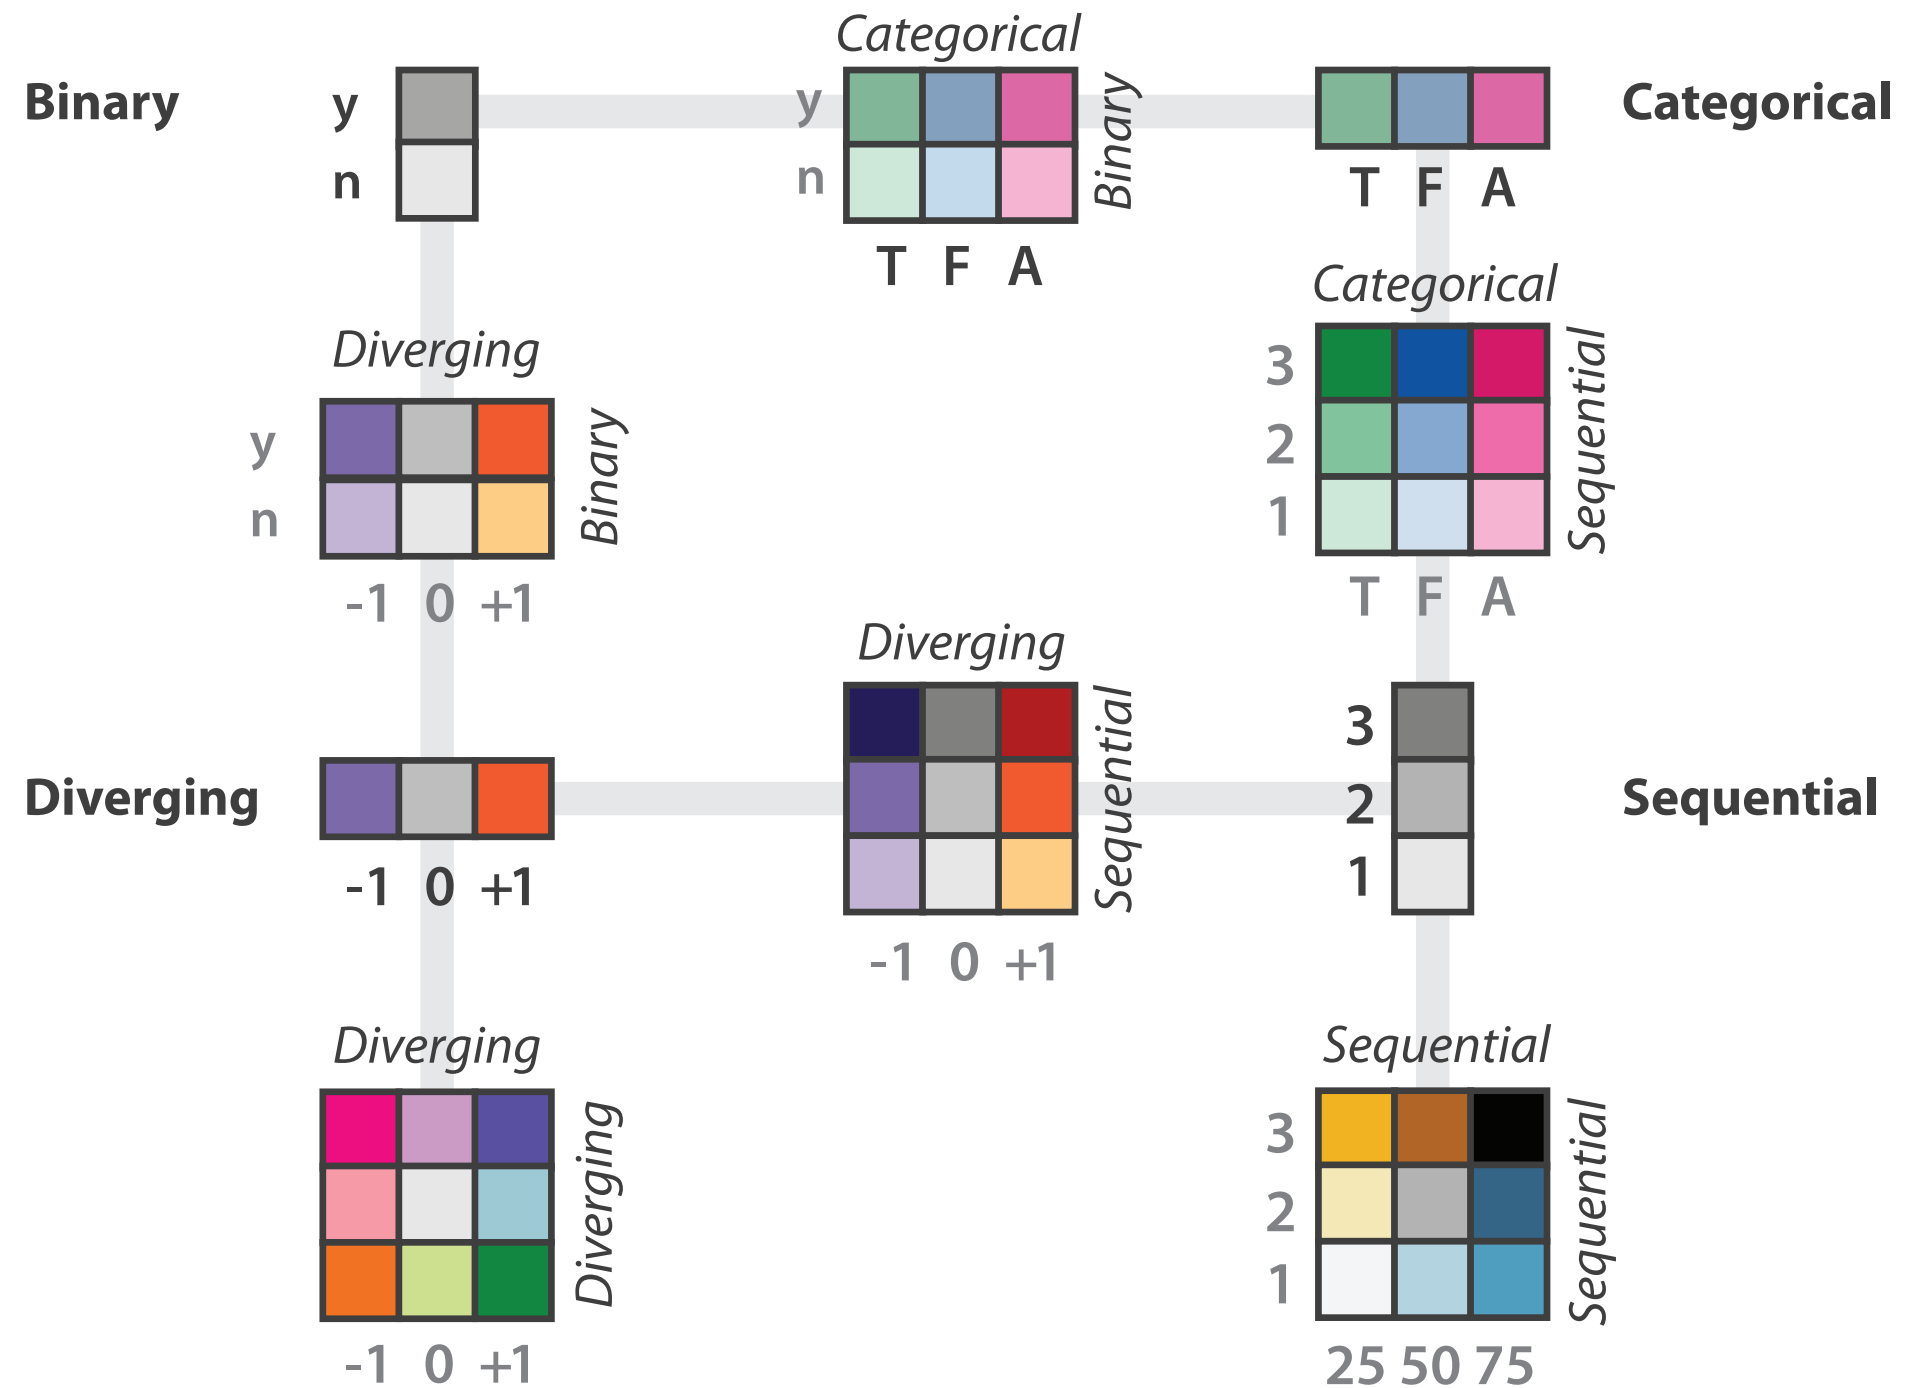 Categorical
Binary
y
y
Binary
Categorical
n
n
T F A
T F A
Categorical
Diverging
3
Sequential
y
Binary
2
n
1
-1 0 +1
T F A
Diverging
3
Sequential
Diverging
2
Sequential
1
-1 0 +1
-1 0 +1
Diverging
Sequential
3
Diverging
Sequential
2
1
-1 0 +1
25 50 75